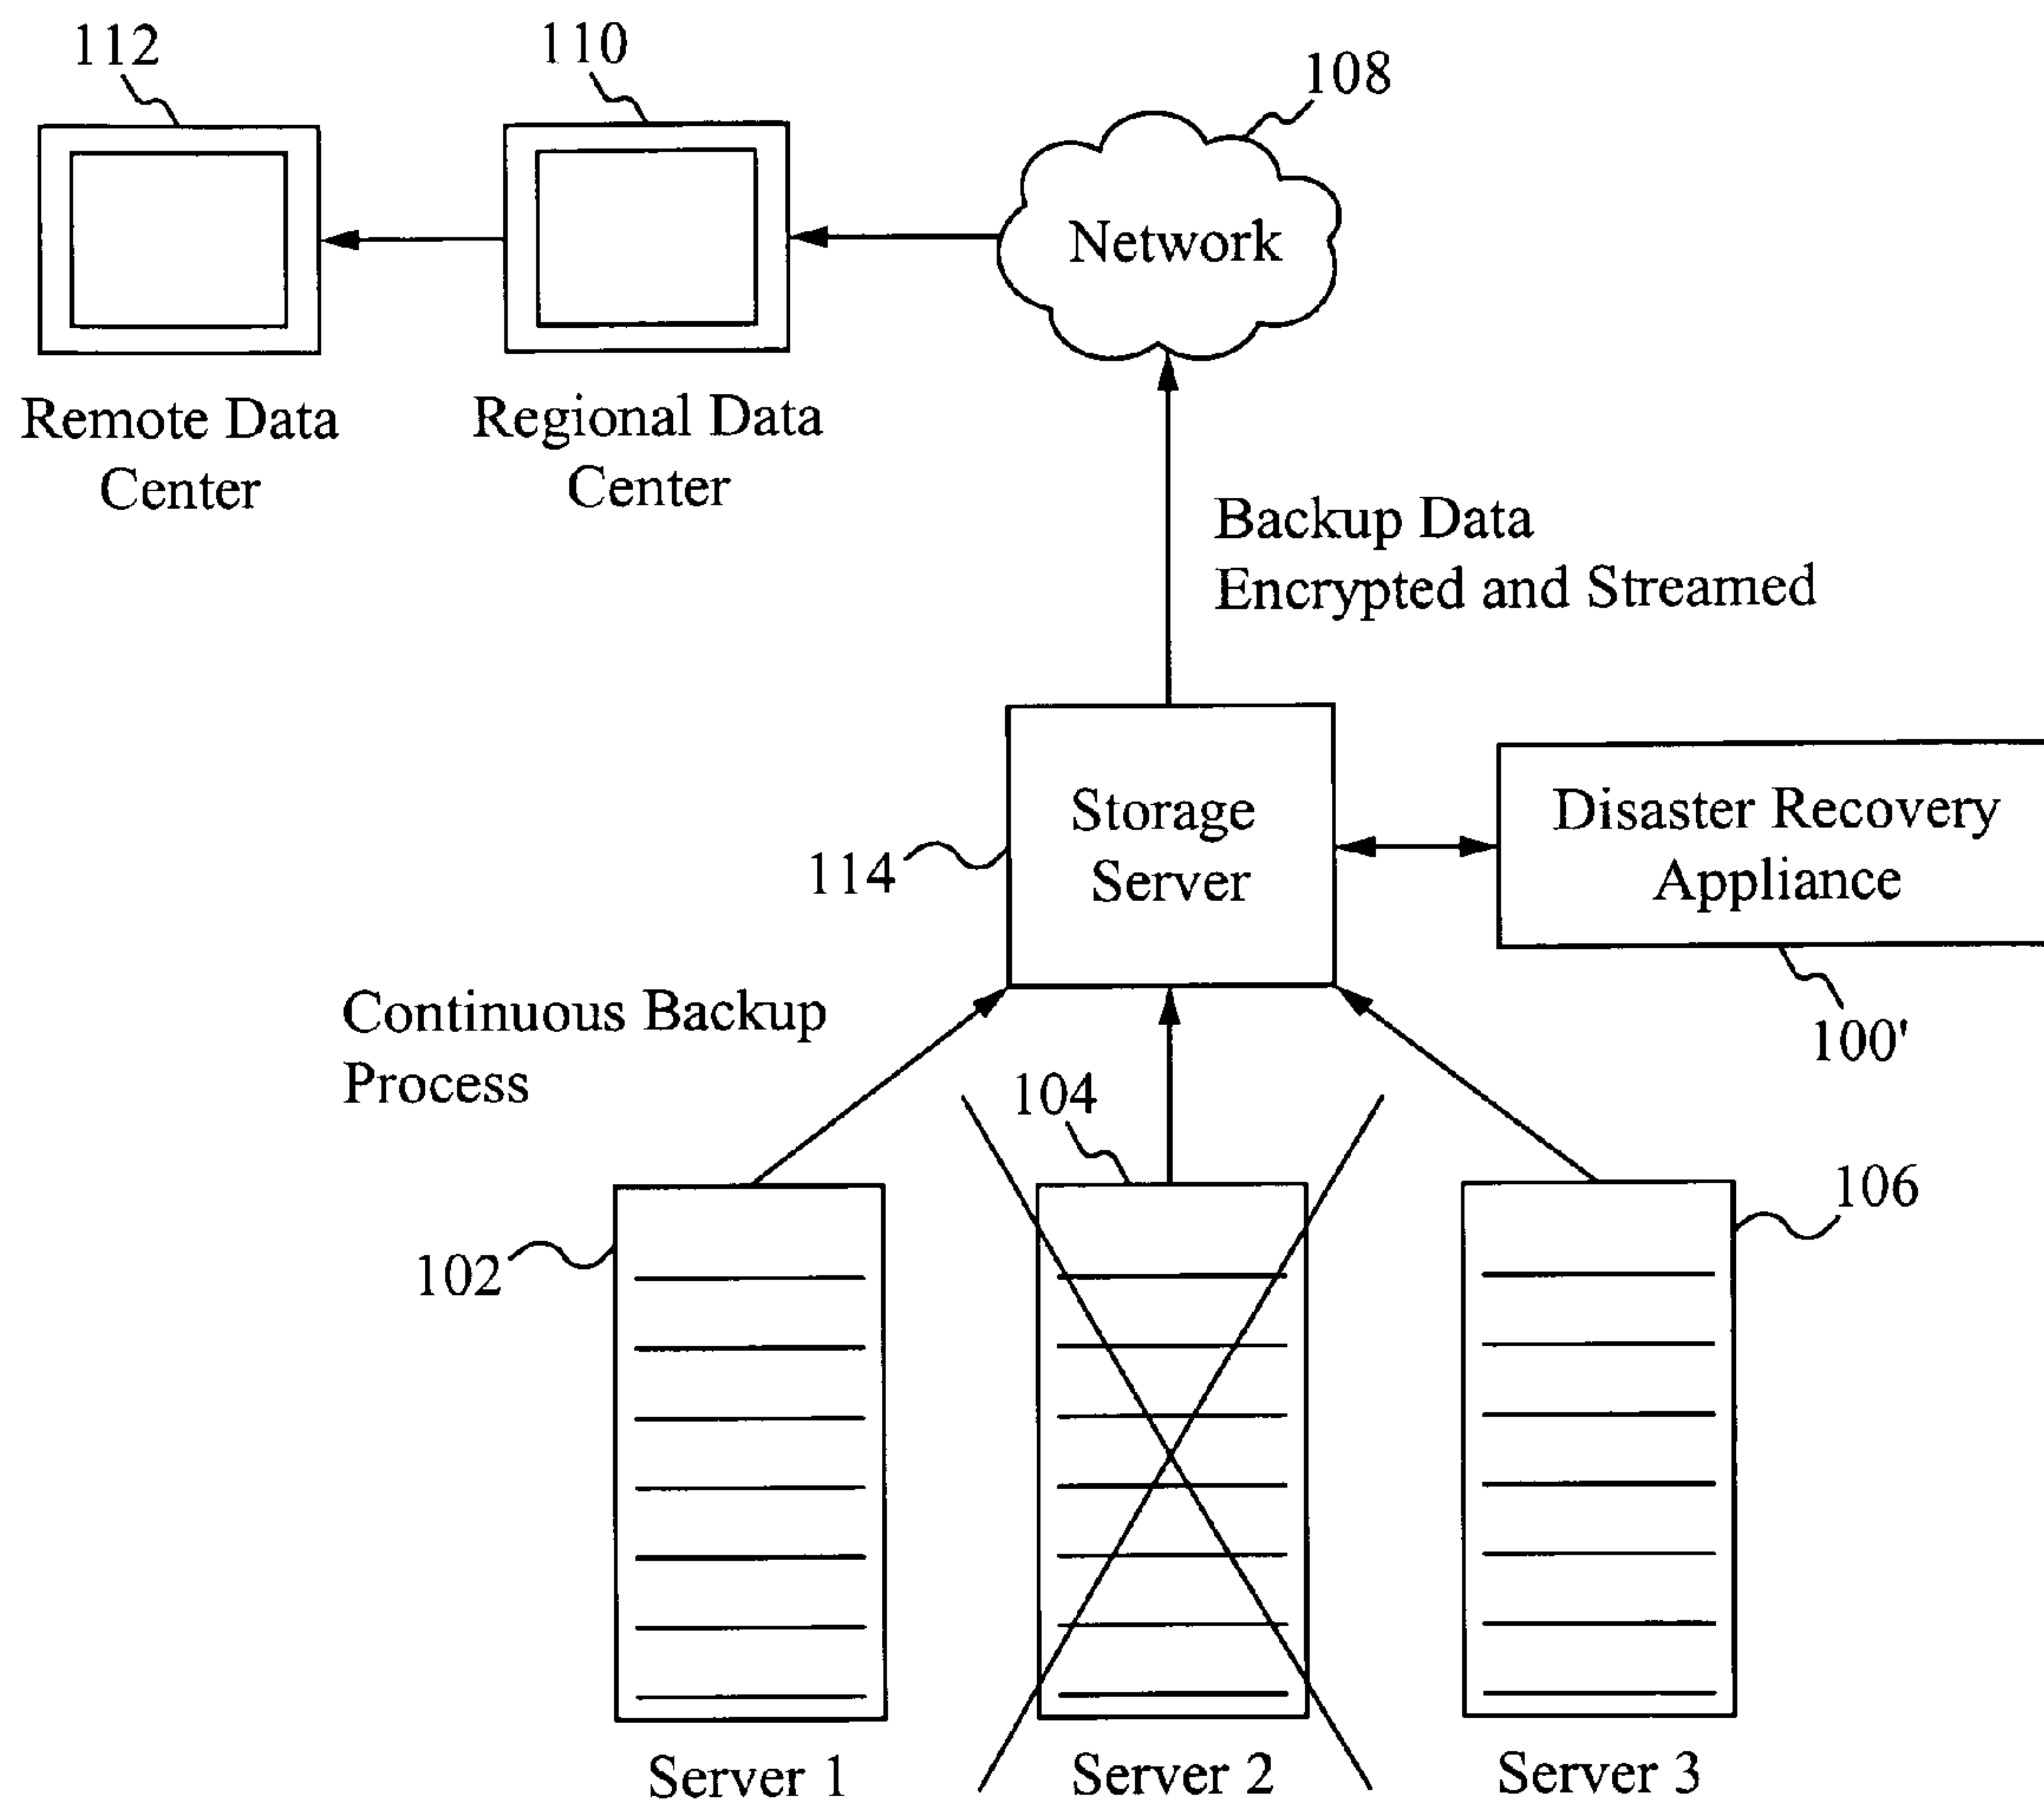 112
110
108
Network
Remote Data
Center
Regional Data
Center
Backup Data
Encrypted and Streamed
Storage
Server
114
Disaster Recovery
Appliance
100'
Continuous Backup
Process
104
102
106
Server 1
Server 2
Server 3